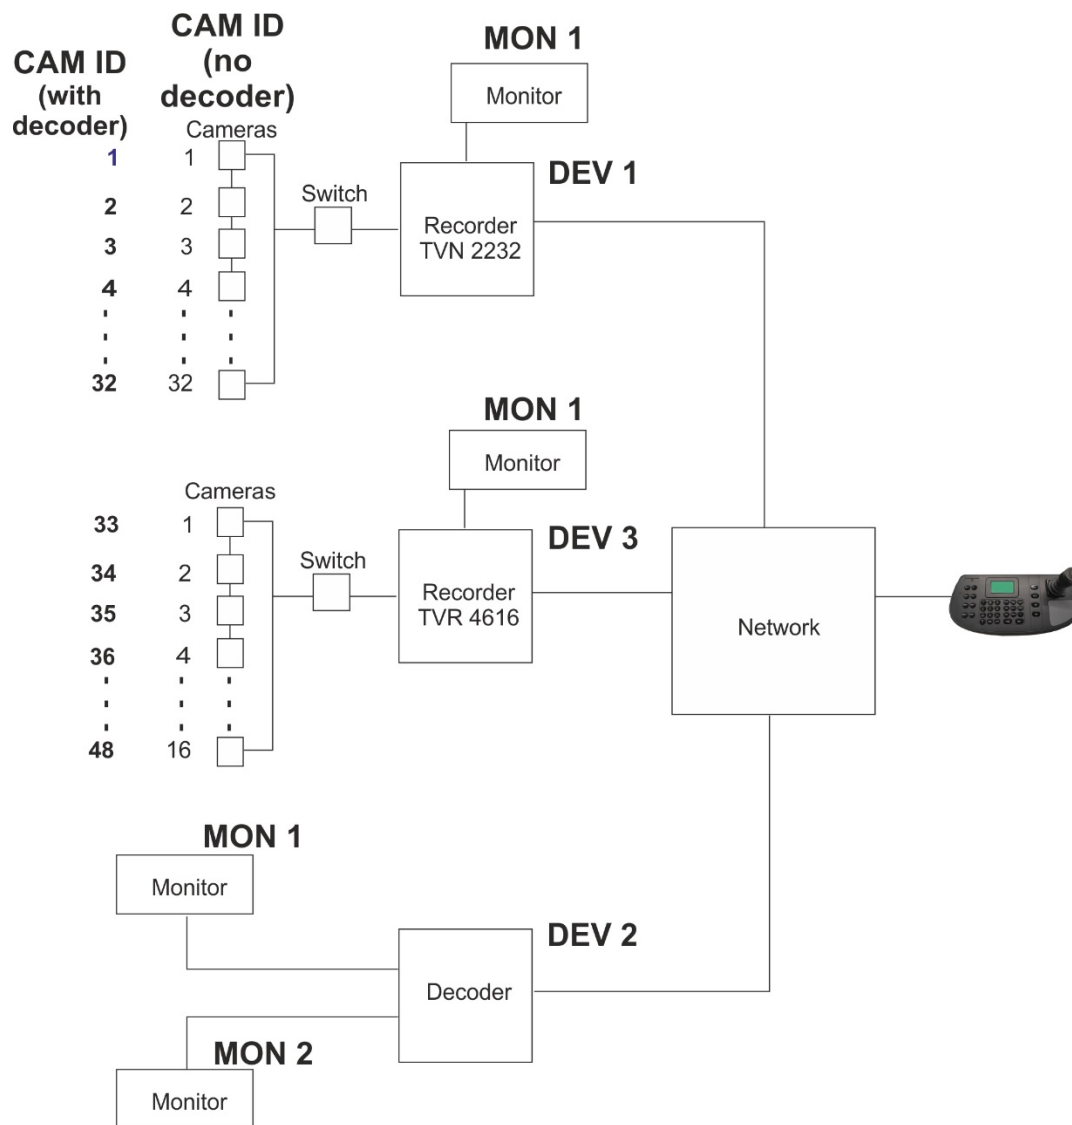 CAM ID
(with
decoder)
CAM ID
(no
decoder)
Cameras
1 1
2 2
3 3
4 4
32 32
Switch
MON 1
Monitor
DEV 1
Recorder
TVN 2232
MON 1
Monitor
Cameras
33 1
34 2
35 3
36 4
48 16
Switch
DEV 3
Recorder
TVR 4616
Network
MON 1
Monitor
DEV 2
Decoder
MON 2
Monitor